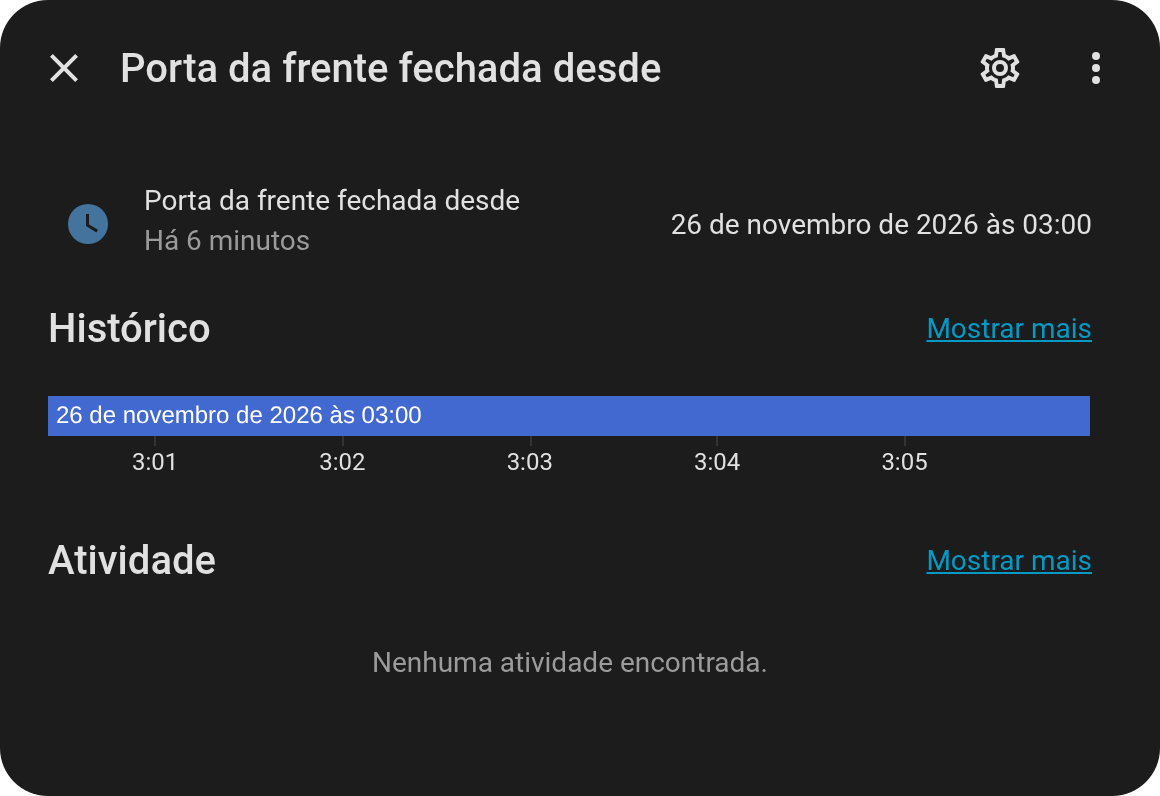 Porta da frente fechada desde
Porta da frente fechada desde
Há 6 minutos
26 de novembro de 2026 às 03:00
Histórico
Mostrar mais
26 de novembro de 2026 às 03:00
3:01 3:02 3:03 3:04 3:05
Atividade
Mostrar mais
Nenhuma atividade encontrada.